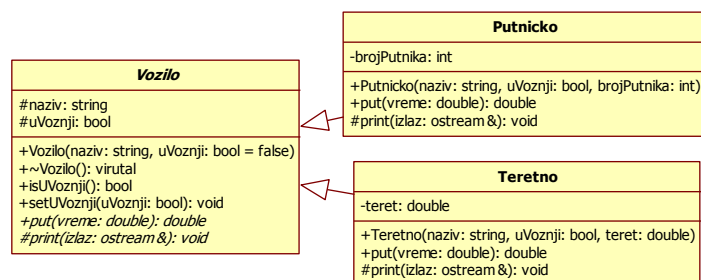 Vozilo
#naziv: string
#uVoznji: bool
+Vozilo(naziv: string, uVoznji: bool = false)
+~Vozilo(): virutal
+isUVoznji(): bool
+setUVoznji(uVoznji: bool): void
+put(vreme: double): double
#print(izlaz: ostream&): void
Putnicko
-brojPutnika: int
+Putnicko(naziv: string, uVoznji: bool, brojPutnika: int)
+put(vreme: double): double
#print(izlaz: ostream&): void
Teretno
-teret: double
+Teretno(naziv: string, uVoznji: bool, teret: double)
+put(vreme: double): double
#print(izlaz: ostream&): void